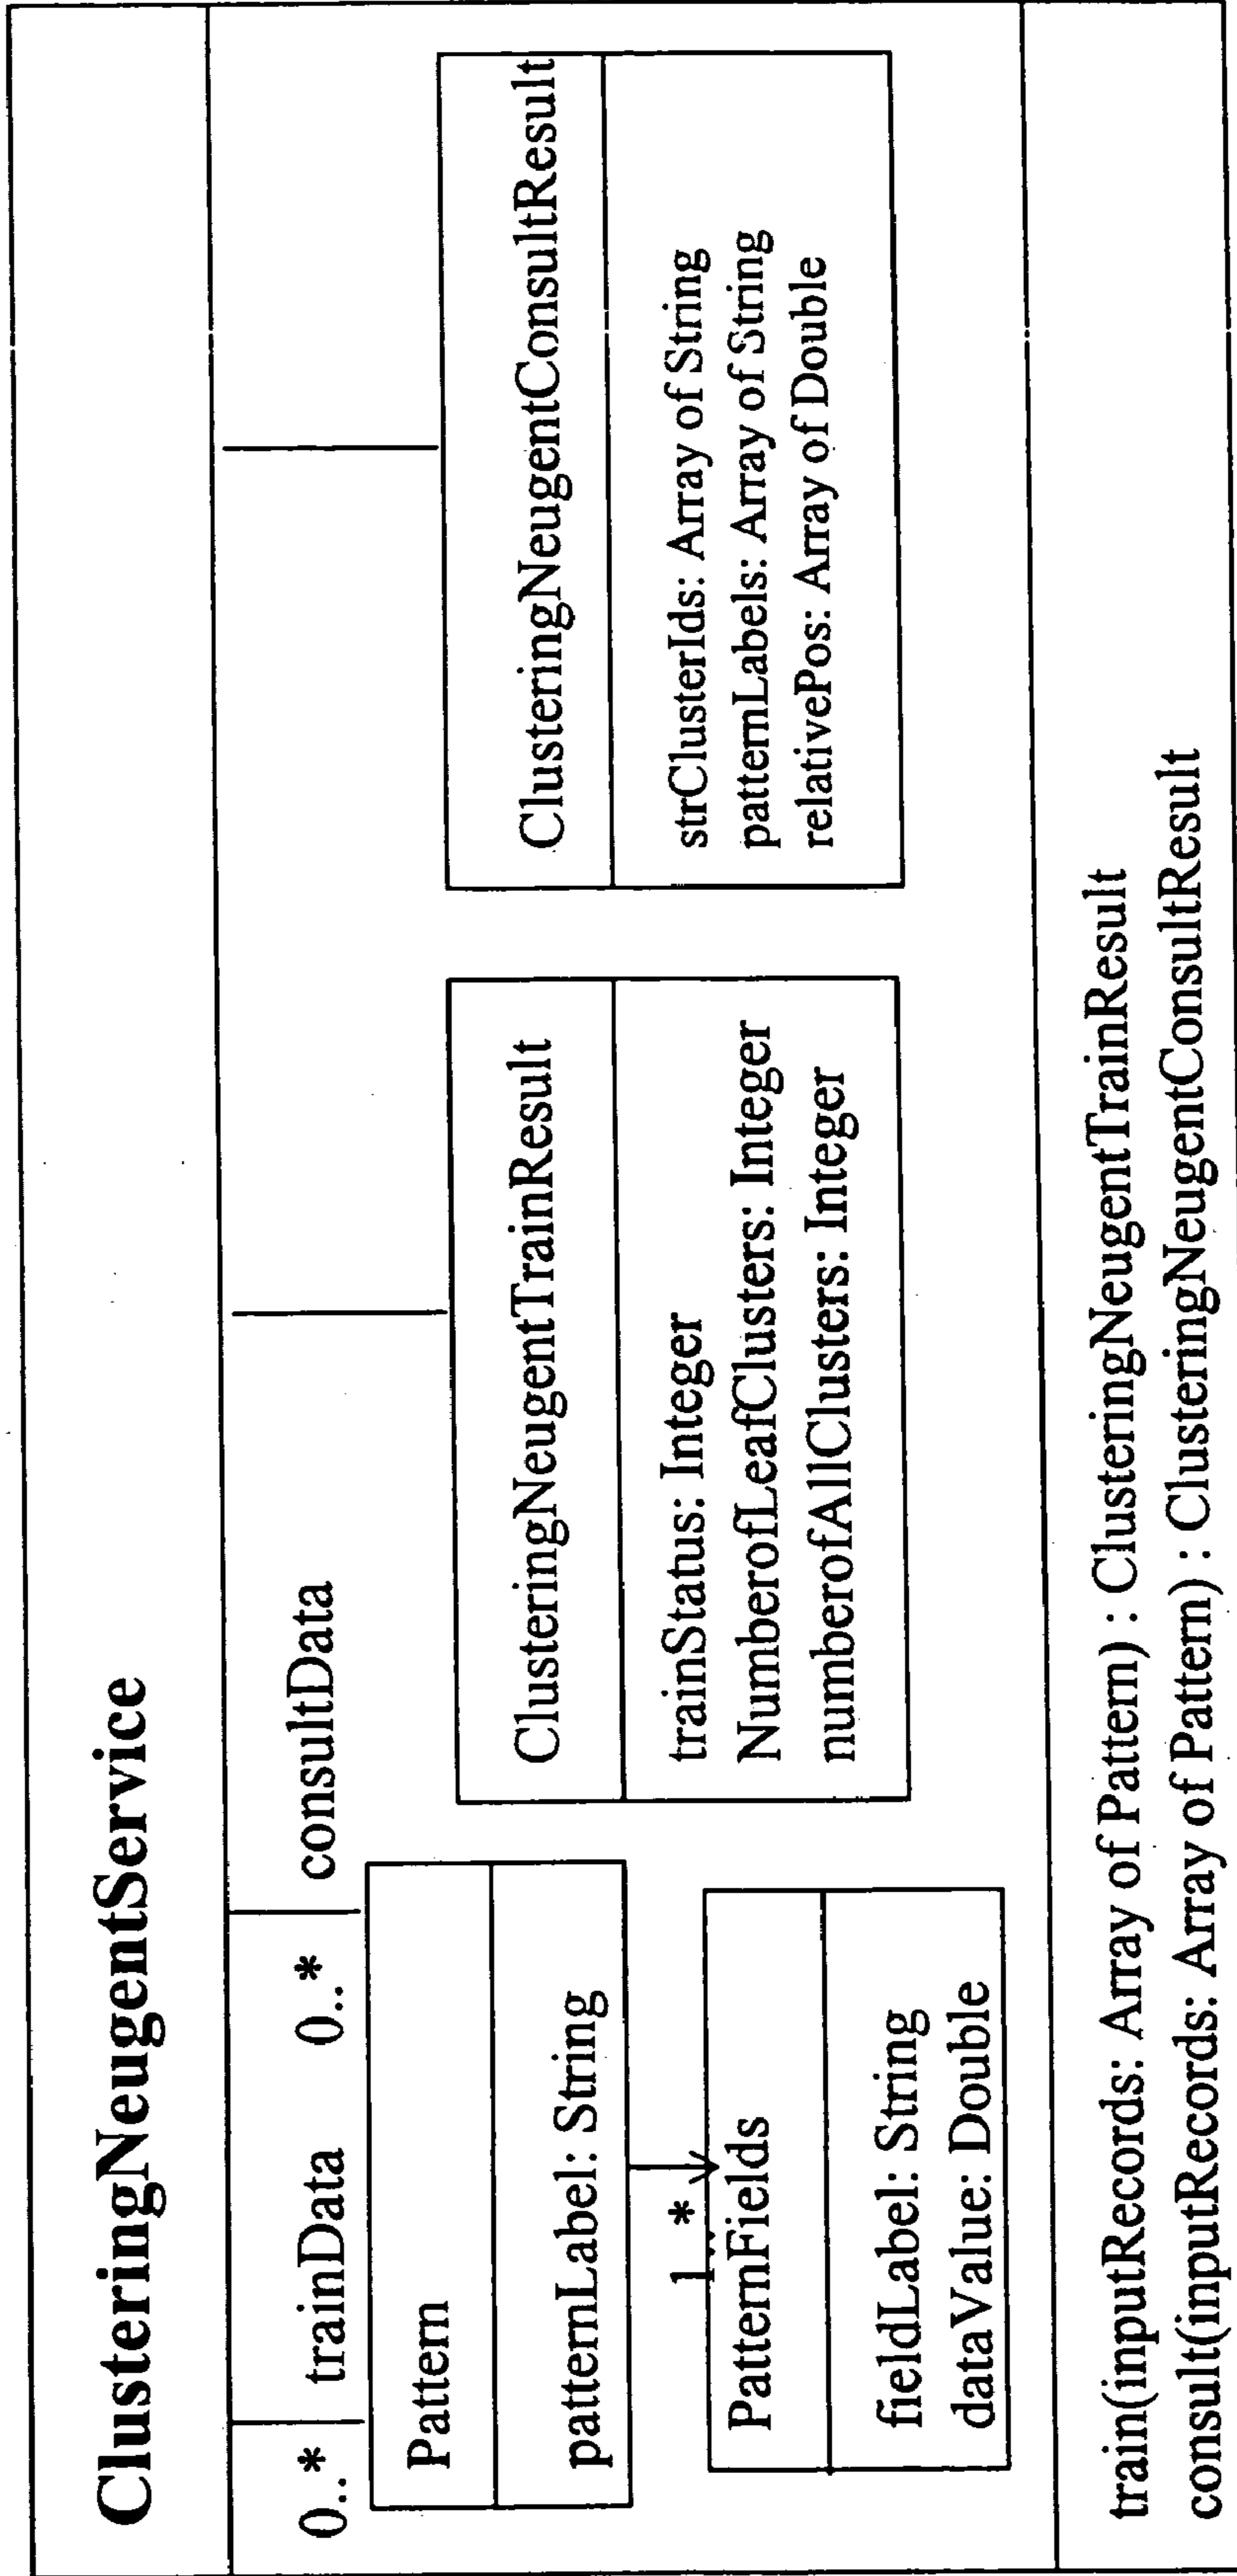 ClusteringNeugentService
0..* trainData 0..* consultData
Pattern
patternLabel: String
1..*
PatternFields
fieldLabel: String
dataValue: Double
ClusteringNeugentTrainResult
trainStatus: Integer
NumberofLeafClusters: Integer
numberofAllClusters: Integer
ClusteringNeugentConsultResult
strClusterIds: Array of String
patternLabels: Array of String
relativePos: Array of Double
train(inputRecords: Array of Pattern) : ClusteringNeugentTrainResult
consult(inputRecords: Array of Pattern) : ClusteringNeugentConsultResult